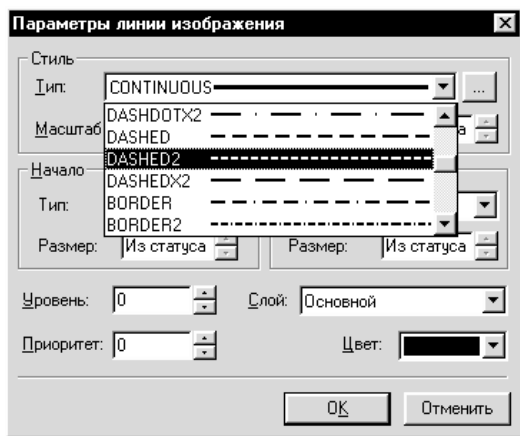 Параметры линии изображения
Стиль
Тип: CONTINUOUS ...
DASHDOTX2
Масштаб
DASHED
DASHED2
Начало
DASHEDX2
Тип: BORDER
BORDER2
Размер: Из статуса Размер: Из статуса
Уровень: 0 Слой: Основной
Приоритет: 0 Цвет:
OK Отменить